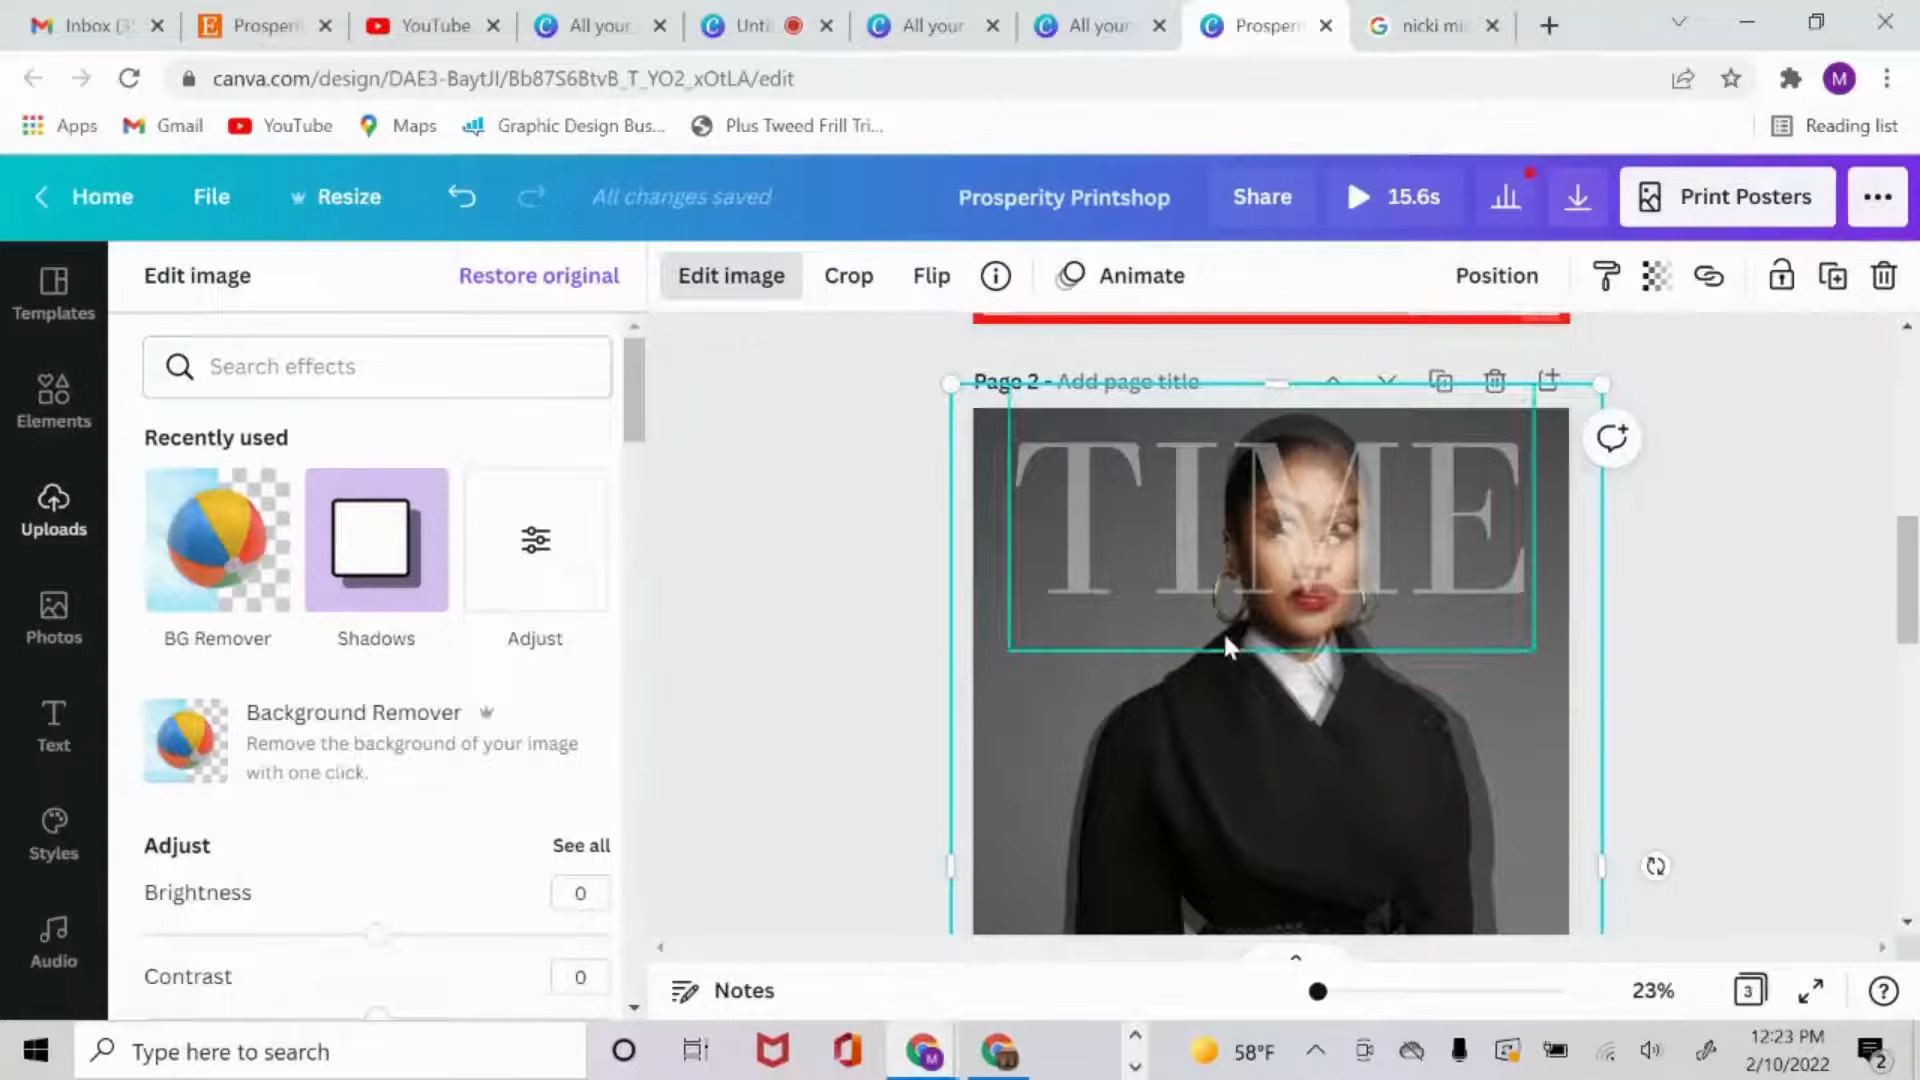 Inbox (3
Prosperi
YouTube
All your
Unti
All your
All your
Prosperi
nicki mi
canva.com/design/DAE3-BaytJI/Bb87S6BtvB_T_YO2_xOtLA/edit
M
Apps
Gmail
YouTube
Maps
Graphic Design Bus...
Plus Tweed Frill Tri...
Reading list
Home
File
Resize
All changes saved
Prosperity Printshop
Share
15.6s
Print Posters
Edit image
Restore original
Edit image
Crop
Flip
Animate
Position
Templates
Elements
Uploads
Photos
Text
Styles
Audio
Search effects
Recently used
BG Remover
Shadows
Adjust
Background Remover
Remove the background of your image
with one click.
Adjust
See all
Brightness
0
Contrast
0
Page 2 - Add page title
TIME
Notes
23%
3
Type here to search
M
58°F
12:23 PM
2/10/2022
2